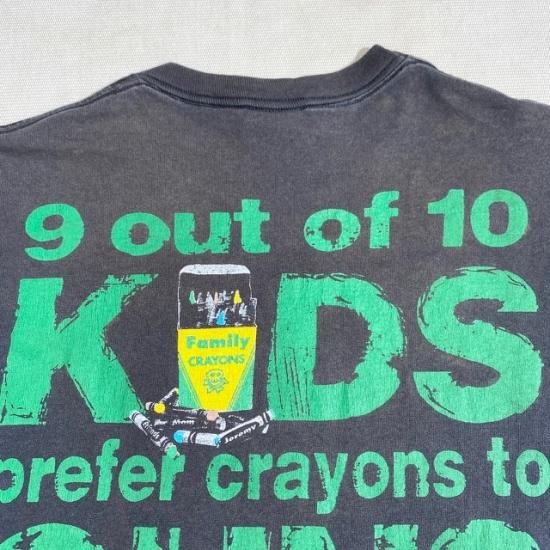 9 out of 10
KIDS
Family
CRAYONS
Mom
Jeremy
prefer crayons to